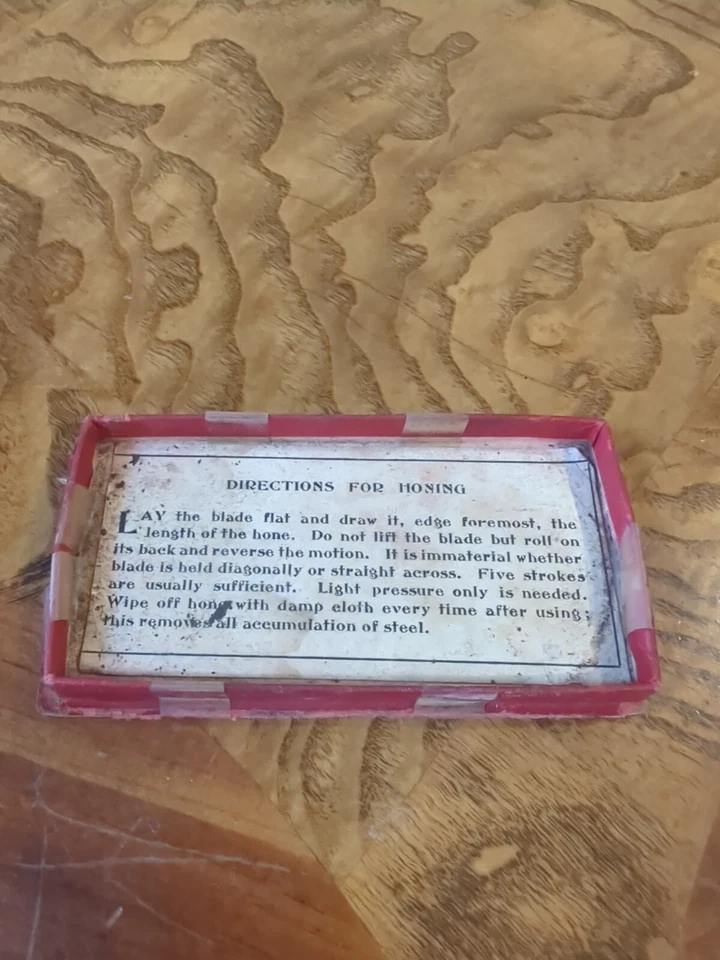 DIRECTIONS FOR HONING
LAY the blade flat and draw it, edge foremost, the
length of the hone. Do not lift the blade but roll on
its back and reverse the motion. It is immaterial whether
blade is held diagonally or straight across. Five strokes
are usually sufficient. Light pressure only is needed.
Wipe off hone with damp cloth every time after using;
this removes all accumulation of steel.